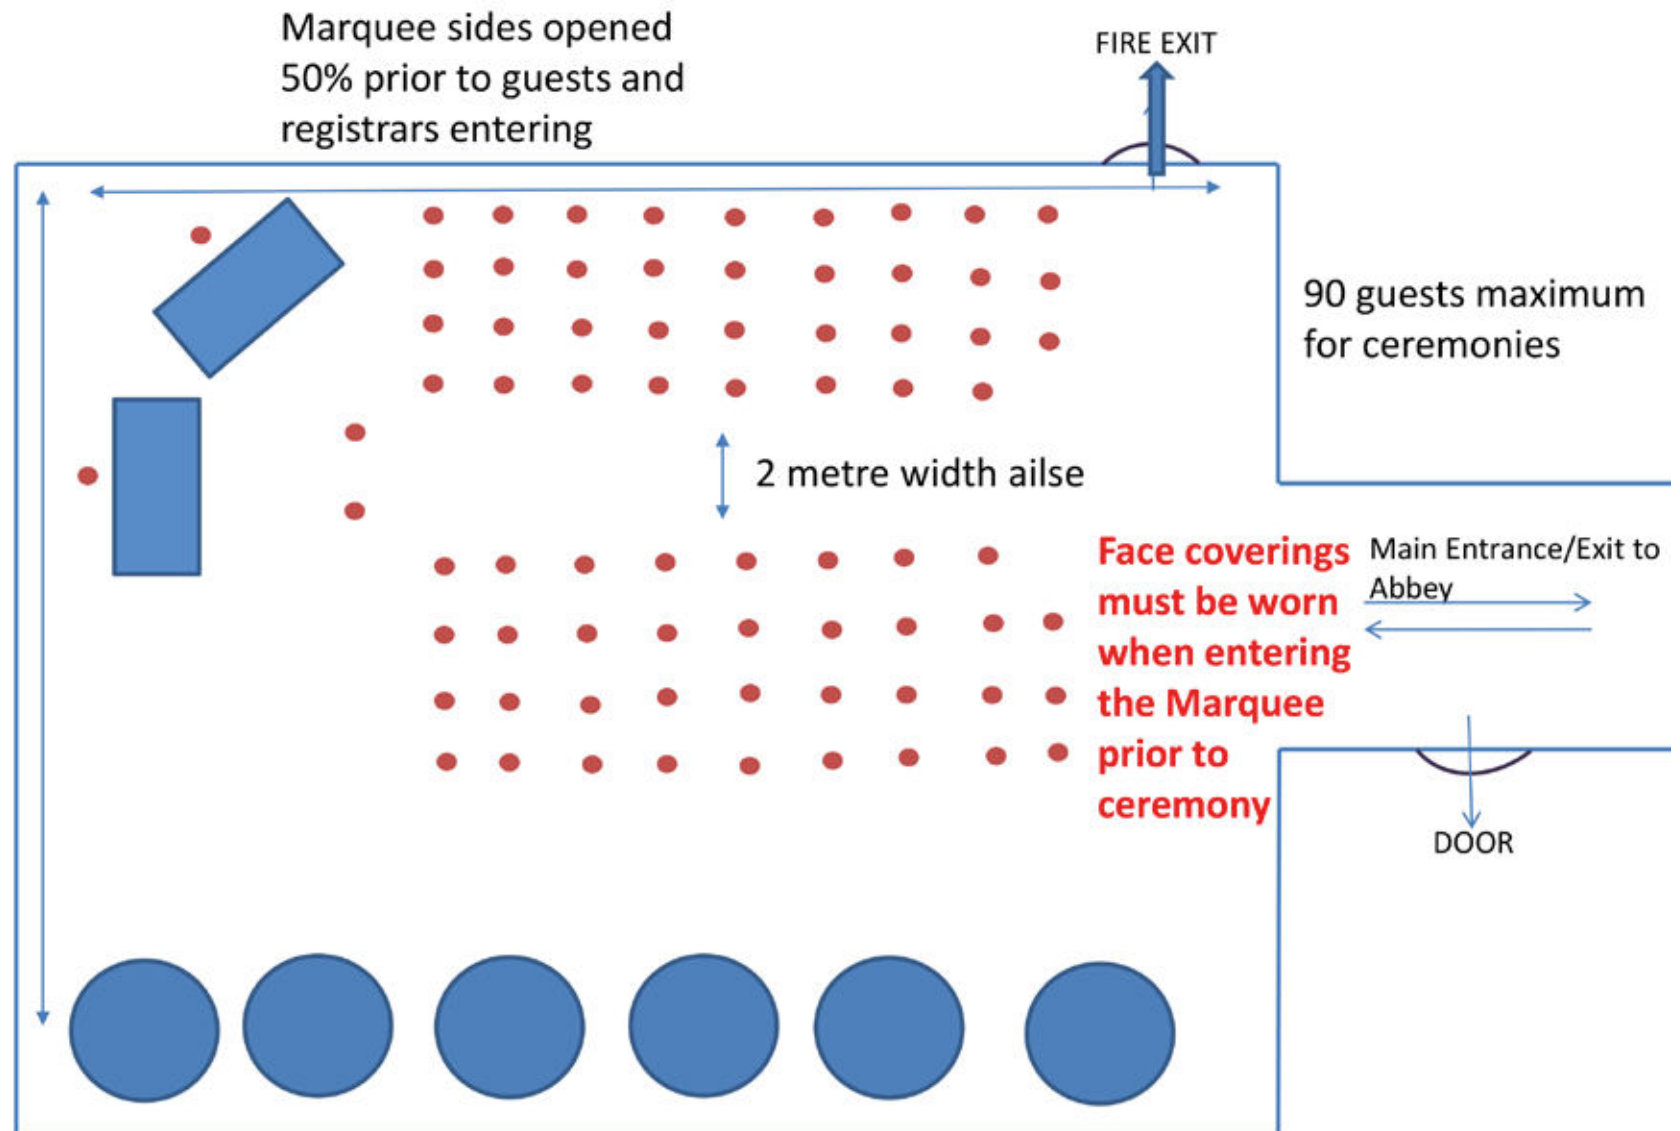 Marquee sides opened
50% prior to guests and
registrars entering
FIRE EXIT
90 guests maximum
for ceremonies
2 metre width ailse
Face coverings
must be worn
when entering
the Marquee
prior to
ceremony
Main Entrance/Exit to
Abbey
DOOR